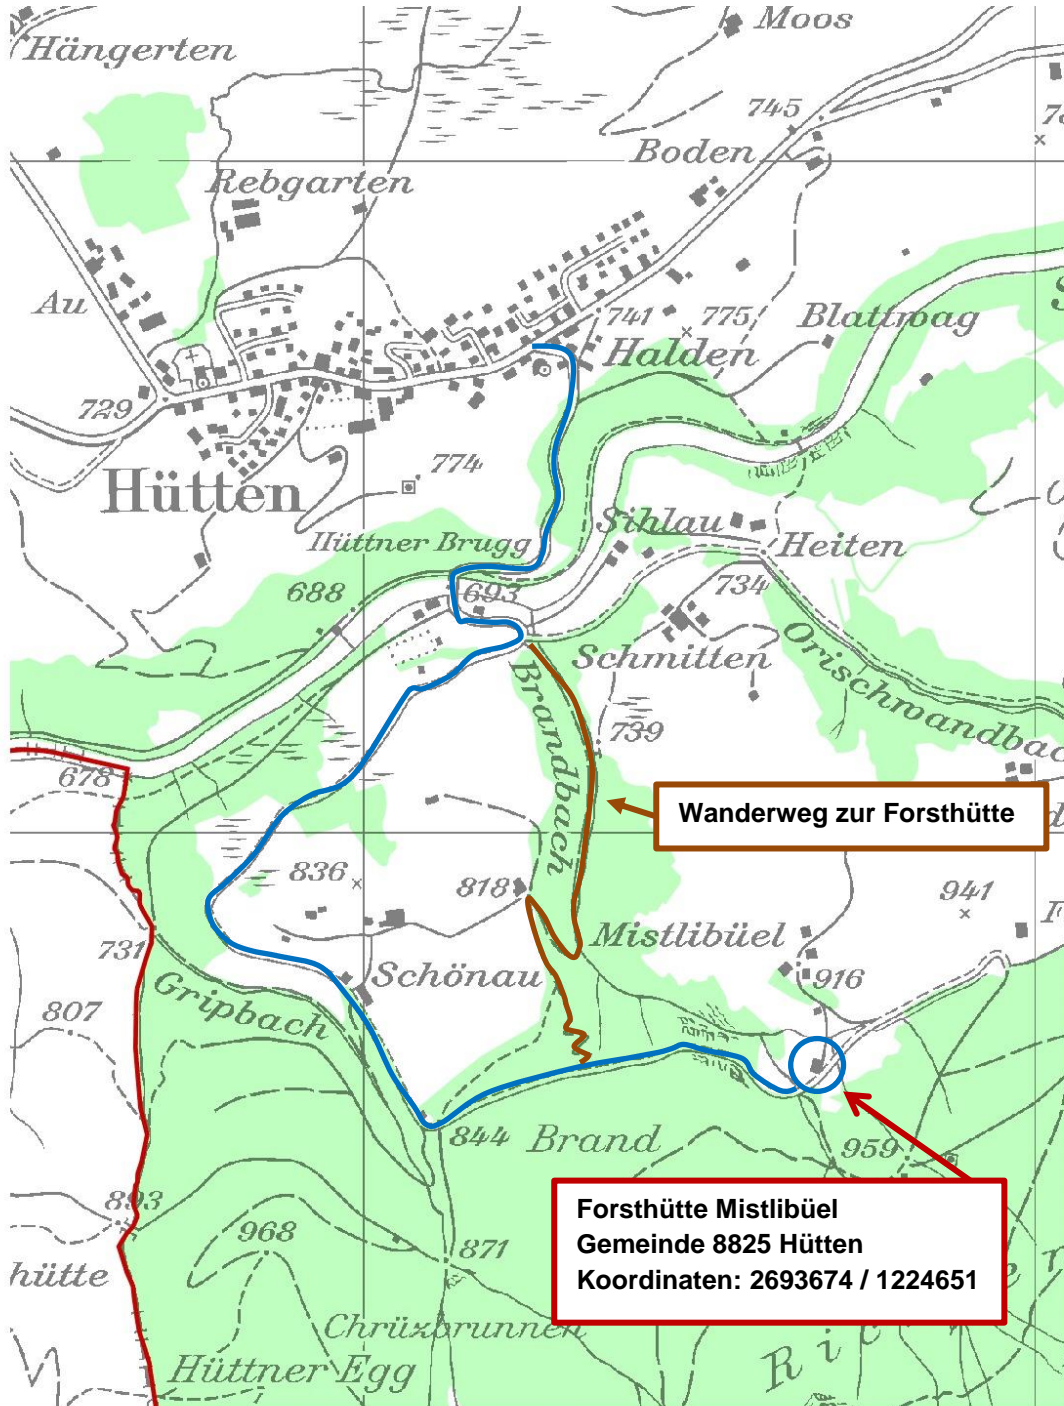 Moos
Hängerten
745
Boden
Rebgarten
Au
741
775
Blattwag
Halden
729
774
Hütten
Sihlau
Hüttner Brugg
Heiten
688
693
734
Schmitten
Orischwandbac
Brandbach
739
678
Wanderweg zur Forsthütte
836
818
941
Mistlibüel
731
Schönau
916
Gripbach
807
844 Brand
959
893
Forsthütte Mistlibüel
Gemeinde 8825 Hütten
Koordinaten: 2693674 / 1224651
968
871
hütte
Chrüzbrunnen
Hüttner Egg